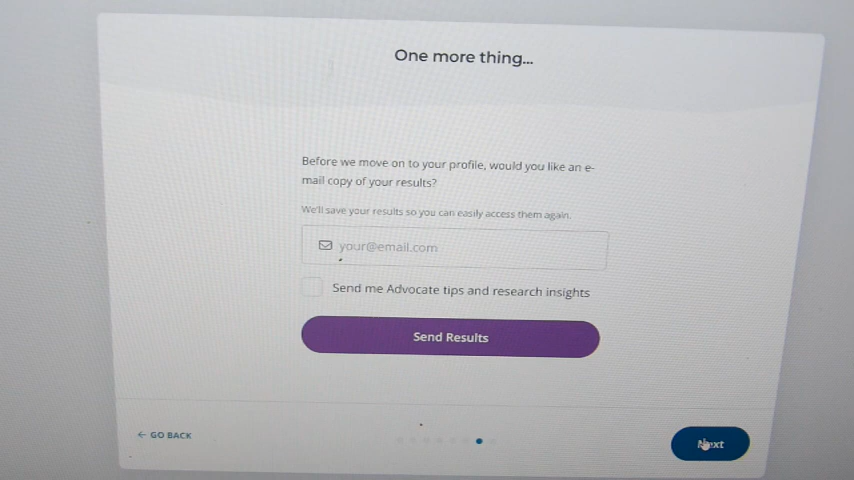 One more thing...
Before we move on to your profile, would you like an e-
mail copy of your results?
We'll save your results so you can easily access them again.
your@email.com
Send me Advocate tips and research insights
Send Results
← GO BACK
Next